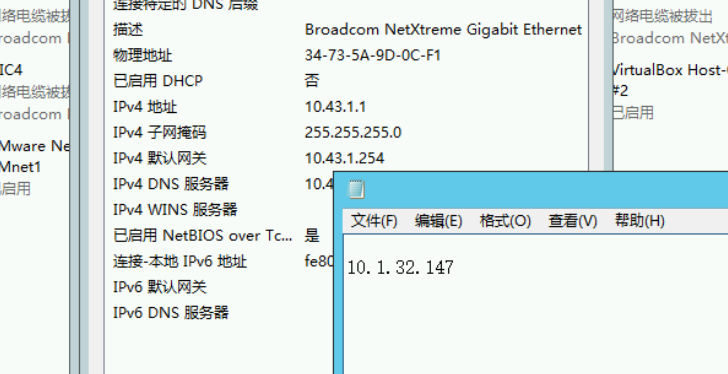 网络电缆被拔
Broadcom
IC4
网络电缆被拔
roadcom
Mware Ne
Mnet1
启用
连接特定的 DNS 后缀
描述 Broadcom NetXtreme Gigabit Ethernet
物理地址 34-73-5A-9D-0C-F1
已启用 DHCP 否
IPv4 地址 10.43.1.1
IPv4 子网掩码 255.255.255.0
IPv4 默认网关 10.43.1.254
IPv4 DNS 服务器 10.4
IPv4 WINS 服务器
已启用 NetBIOS over Tc... 是
连接-本地 IPv6 地址 fe80
IPv6 默认网关
IPv6 DNS 服务器
网络电缆被拔出
Broadcom NetXt
VirtualBox Host-
#2
已启用
文件(F) 编辑(E) 格式(O) 查看(V) 帮助(H)
10.1.32.147